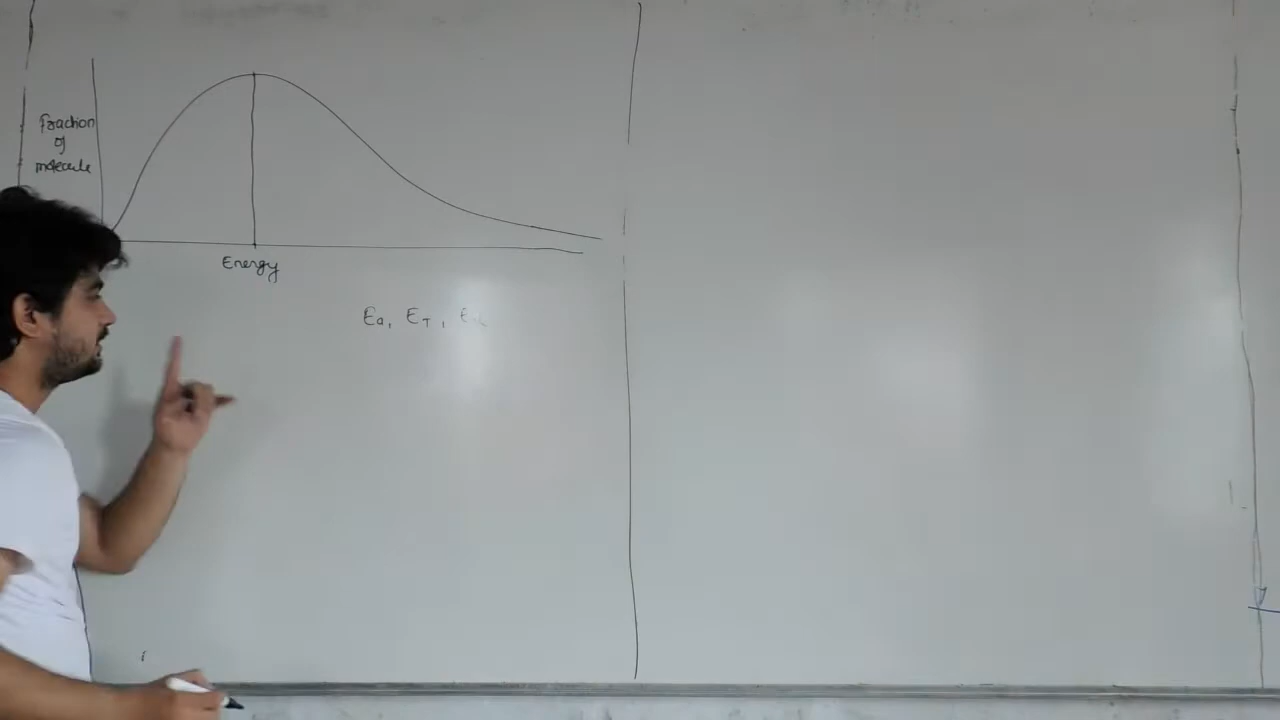 fraction
of
molecule
Energy
Ea, ET,